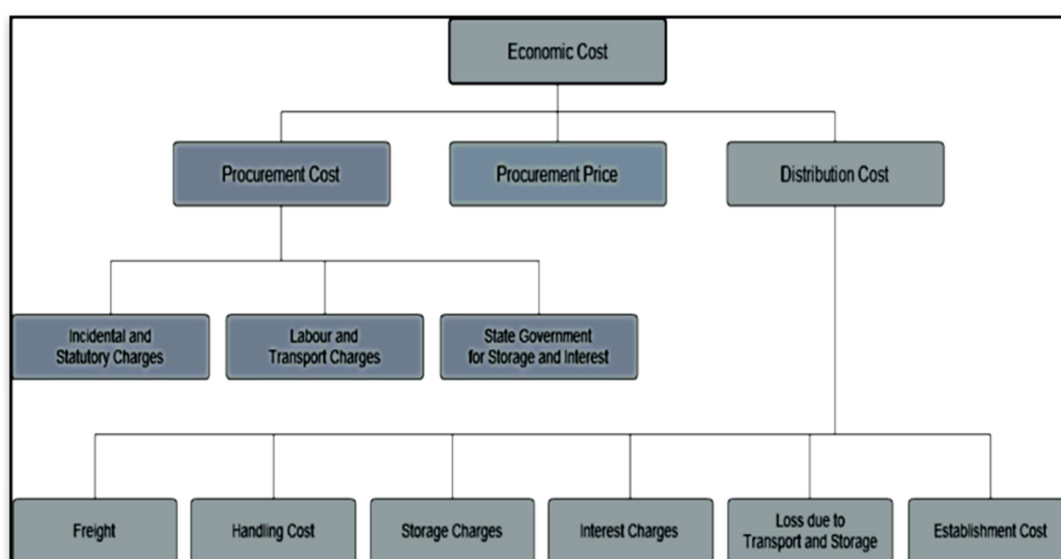 Economic Cost
Procurement Cost
Procurement Price
Distribution Cost
Incidental and
Statutory Charges
Labour and
Transport Charges
State Government
for Storage and Interest
Freight
Handling Cost
Storage Charges
Interest Charges
Loss due to
Transport and Storage
Establishment Cost